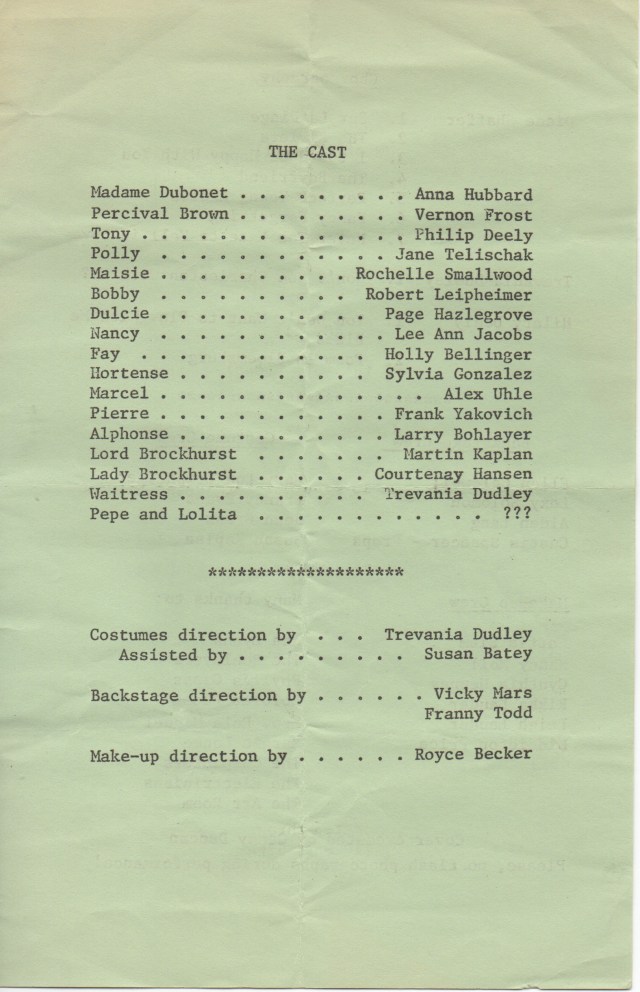 THE CAST
Madame Dubonet . . . . . . . . . Anna Hubbard
Percival Brown . . . . . . . . . Vernon Frost
Tony . . . . . . . . . . . . . . Philip Deely
Polly . . . . . . . . . . . . Jane Telischak
Maisie . . . . . . . . . . Rochelle Smallwood
Bobby . . . . . . . . . . Robert Leipheimer
Dulcie . . . . . . . . . . . Page Hazlegrove
Nancy . . . . . . . . . . . . Lee Ann Jacobs
Fay . . . . . . . . . . . . Holly Bellinger
Hortense . . . . . . . . . . Sylvia Gonzalez
Marcel . . . . . . . . . . . . . . Alex Uhle
Pierre . . . . . . . . . . . . Frank Yakovich
Alphonse . . . . . . . . . . . Larry Bohlayer
Lord Brockhurst . . . . . . . Martin Kaplan
Lady Brockhurst . . . . . . Courtenay Hansen
Waitress . . . . . . . . . . Trevania Dudley
Pepe and Lolita . . . . . . . . . . . . ???
********************
Costumes direction by . . . Trevania Dudley
Assisted by . . . . . . . . . Susan Batey
Backstage direction by . . . . . . Vicky Mars
Franny Todd
Make-up direction by . . . . . . Royce Becker